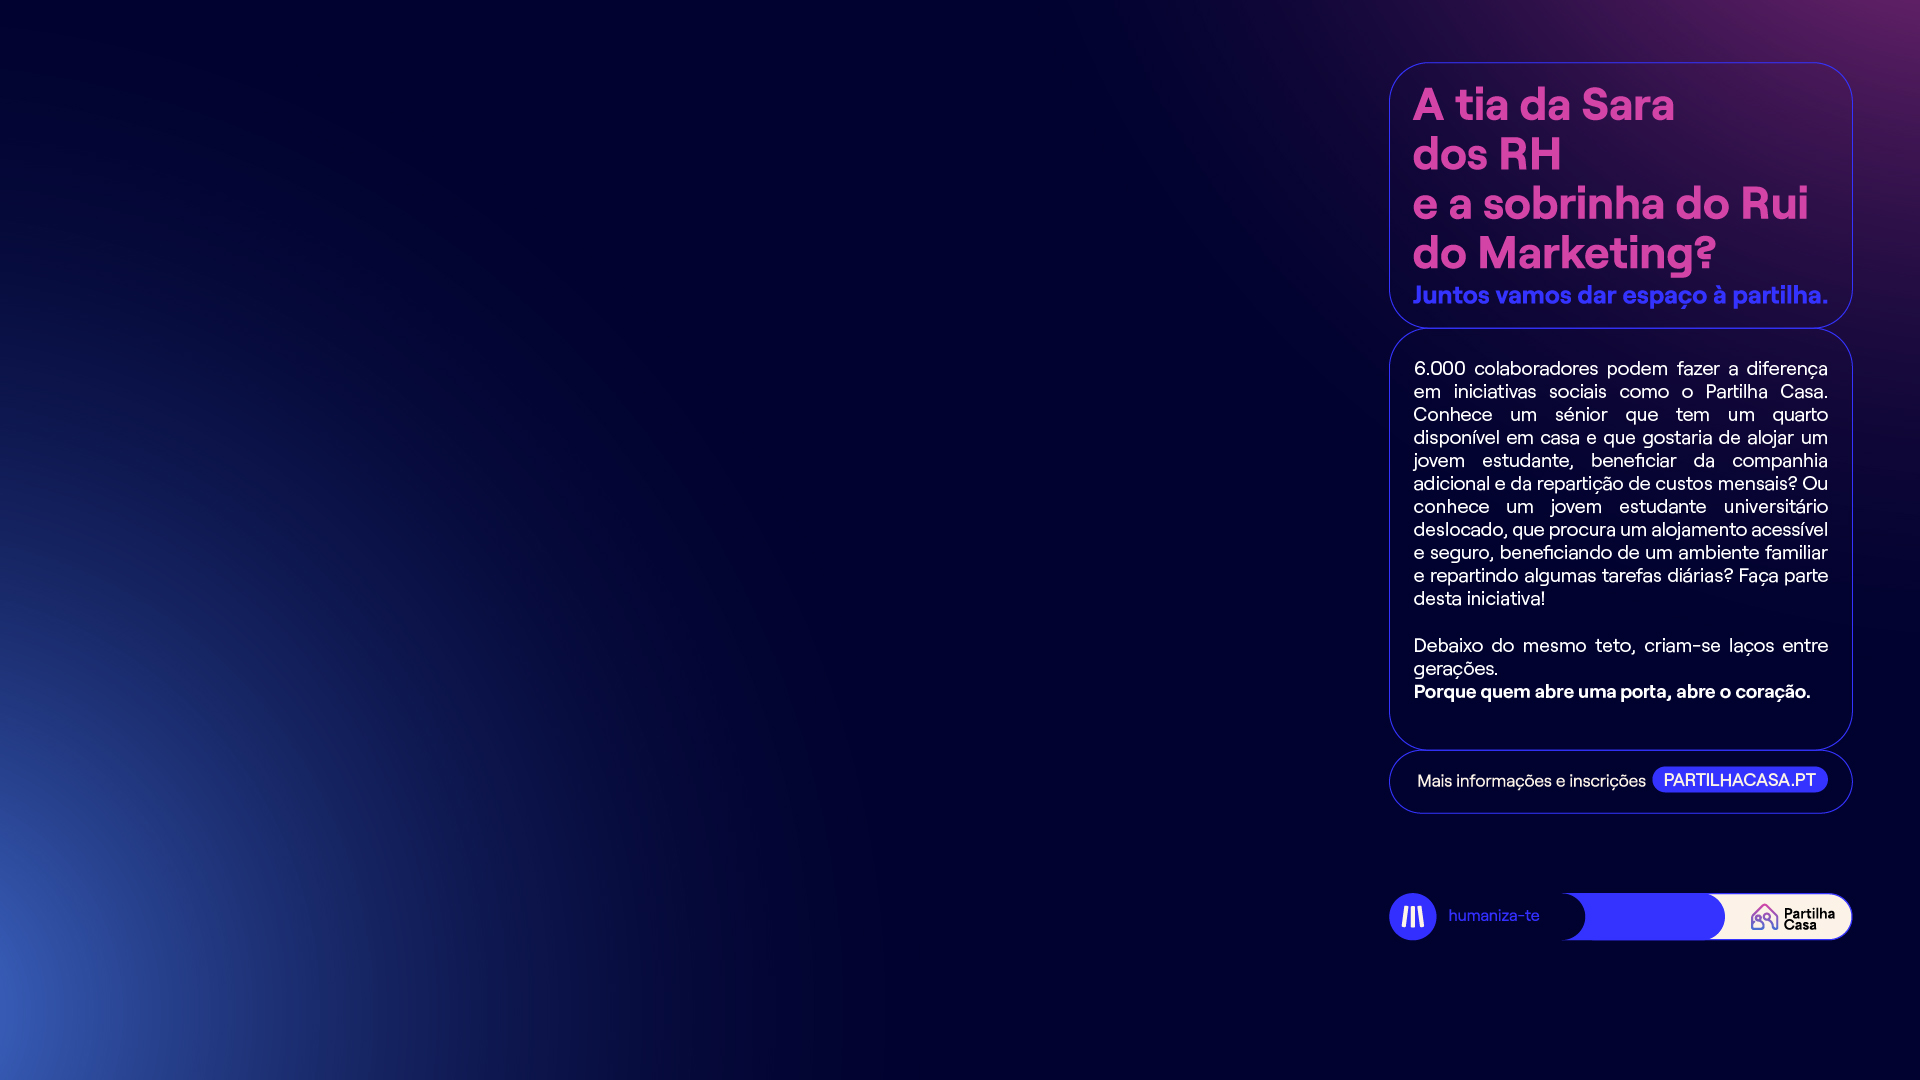 A tia da Sara
dos RH
e a sobrinha do Rui
do Marketing?
Juntos vamos dar espaço à partilha.
6.000 colaboradores podem fazer a diferença
em iniciativas sociais como o Partilha Casa.
Conhece um sénior que tem um quarto
disponível em casa e que gostaria de alojar um
jovem estudante, beneficiar da companhia
adicional e da repartição de custos mensais? Ou
conhece um jovem estudante universitário
deslocado, que procura um alojamento acessível
e seguro, beneficiando de um ambiente familiar
e repartindo algumas tarefas diárias? Faça parte
desta iniciativa!
Debaixo do mesmo teto, criam-se laços entre
gerações.
Porque quem abre uma porta, abre o coração.
Mais informações e inscrições PARTILHACASA.PT
humaniza-te
Partilha
Casa